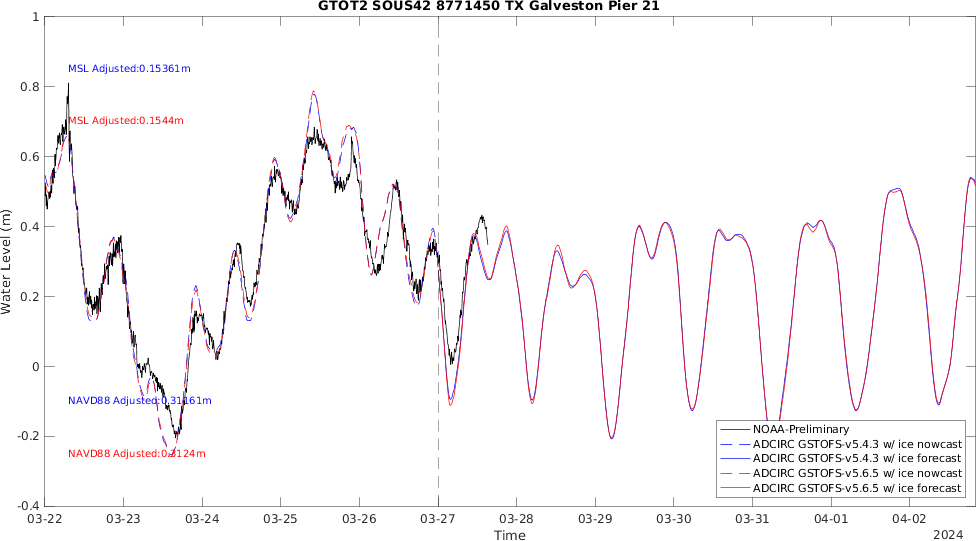 GTOT2 SOUS42 8771450 TX Galveston Pier 21
1
0.8
0.6
0.4
0.2
0
-0.2
-0.4
Water Level (m)
MSL Adjusted:0.15361m
MSL Adjusted:0.1544m
NAVD88 Adjusted:0.31161m
NAVD88 Adjusted:0.3124m
NOAA-Preliminary
ADCIRC GSTOFS-v5.4.3 w/ ice nowcast
ADCIRC GSTOFS-v5.4.3 w/ ice forecast
ADCIRC GSTOFS-v5.6.5 w/ ice nowcast
ADCIRC GSTOFS-v5.6.5 w/ ice forecast
03-22 03-23 03-24 03-25 03-26 03-27 03-28 03-29 03-30 03-31 04-01 04-02
Time
2024